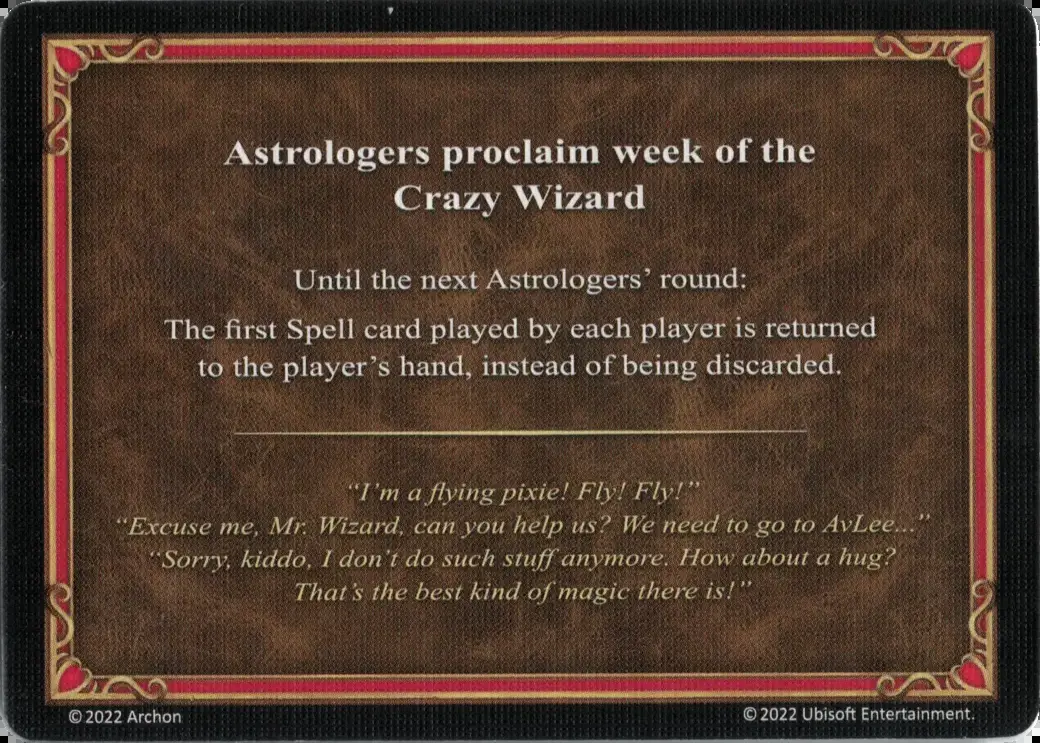 Astrologers proclaim week of the
Crazy Wizard
Until the next Astrologers’ round:
The first Spell card played by each player is returned
to the player’s hand, instead of being discarded.
“I’m a flying pixie! Fly! Fly!”
“Excuse me, Mr. Wizard, can you help us? We need to go to AvLee...”
“Sorry, kiddo, I don’t do such stuff anymore. How about a hug?
That’s the best kind of magic there is!”
©2022 Archon
©2022 Ubisoft Entertainment.